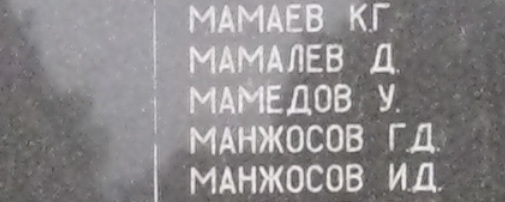 МАМАЕВ К.Г.
МАМАЛЕВ Д.
МАМЕДОВ У.
МАНЖОСОВ Г.Д.
МАНЖОСОВ И.Д.